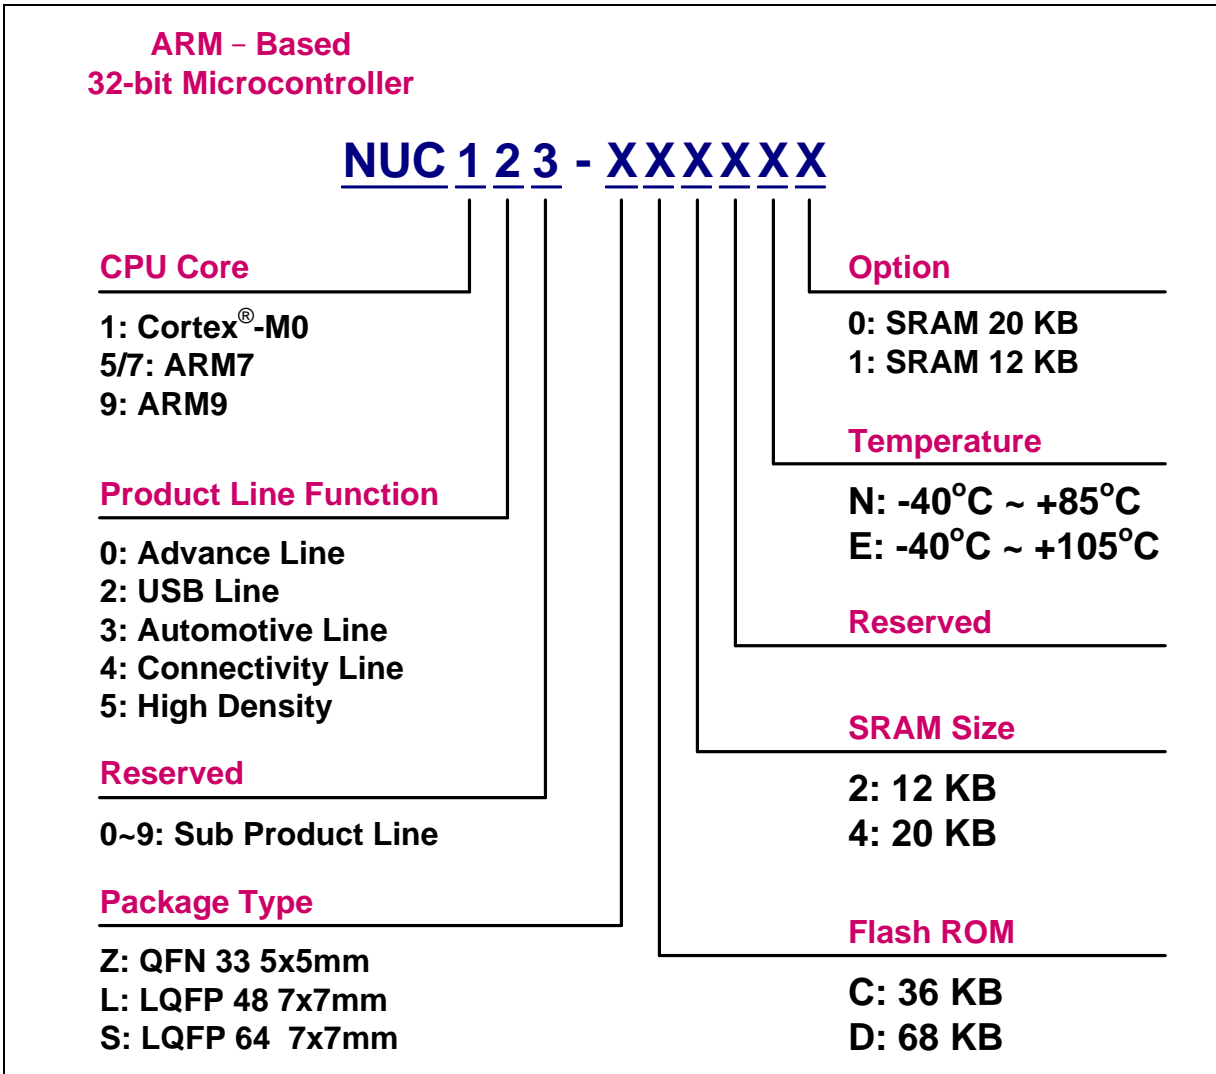 ARM – Based
32-bit Microcontroller
NUC 1 2 3 - X X X X X X
CPU Core
1: Cortex®-M0
5/7: ARM7
9: ARM9
Product Line Function
0: Advance Line
2: USB Line
3: Automotive Line
4: Connectivity Line
5: High Density
Reserved
0~9: Sub Product Line
Package Type
Z: QFN 33 5x5mm
L: LQFP 48 7x7mm
S: LQFP 64  7x7mm
Option
0: SRAM 20 KB
1: SRAM 12 KB
Temperature
N: -40°C ~ +85°C
E: -40°C ~ +105°C
Reserved
SRAM Size
2: 12 KB
4: 20 KB
Flash ROM
C: 36 KB
D: 68 KB